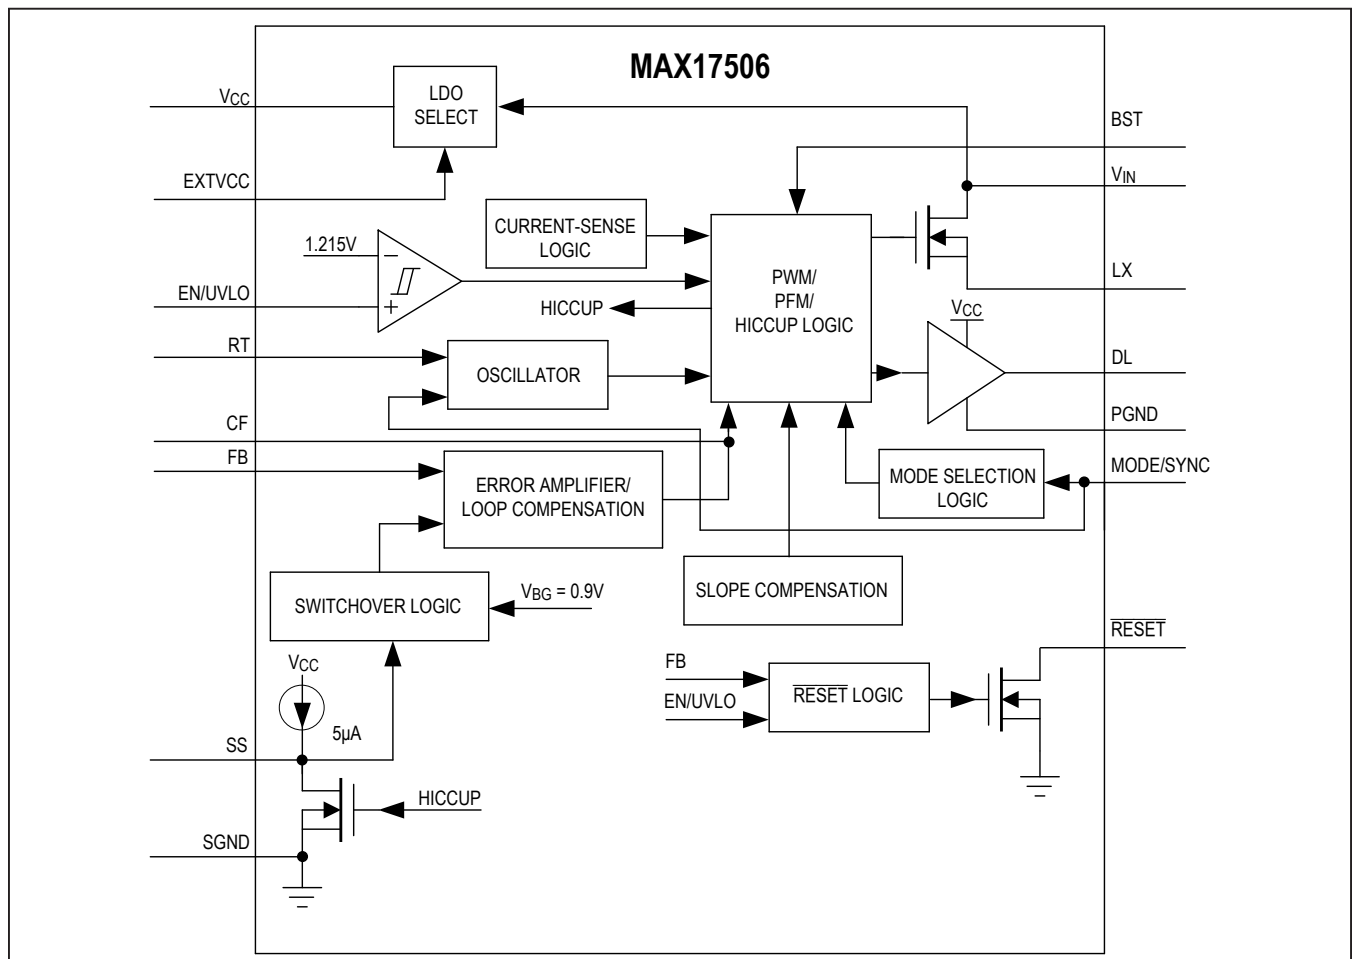 MAX17506
VCC
LDO
SELECT
BST
EXTVCC
VIN
CURRENT-SENSE
LOGIC
1.215V
−
+
EN/UVLO
PWM/
PFM/
HICCUP LOGIC
LX
HICCUP
VCC
RT
OSCILLATOR
DL
CF
PGND
FB
ERROR AMPLIFIER/
LOOP COMPENSATION
MODE SELECTION
LOGIC
MODE/SYNC
SWITCHOVER LOGIC
VBG = 0.9V
SLOPE COMPENSATION
RESET
VCC
FB
EN/UVLO
RESET LOGIC
5µA
SS
HICCUP
SGND